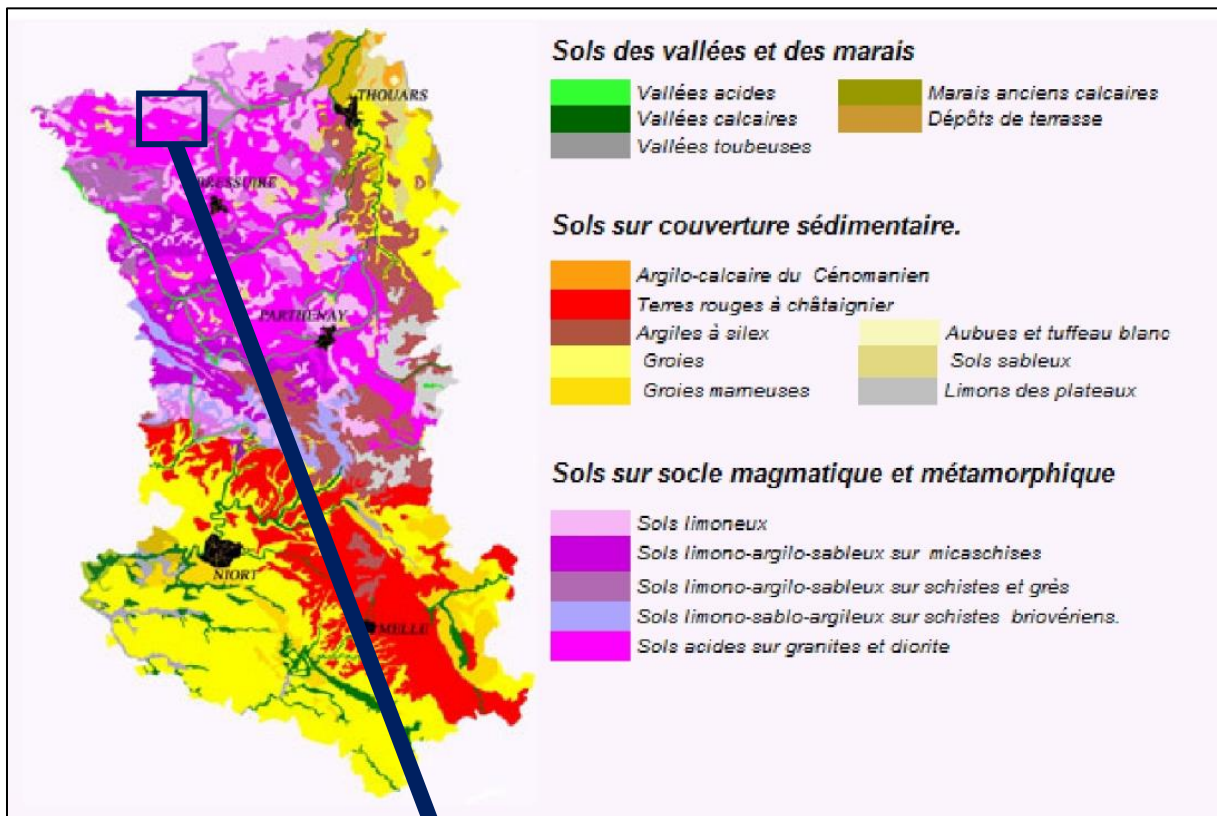 THOUARS
BRESSUIRE
PARTHENAY
NIORT
MELLE
Sols des vallées et des marais
Vallées acides
Marais anciens calcaires
Vallées calcaires
Dépôts de terrasse
Vallées toubeuses
Sols sur couverture sédimentaire.
Argilo-calcaire du Cénomanien
Terres rouges à châtaignier
Argiles à silex
Aubues et tuffeau blanc
Groies
Sols sableux
Groies marneuses
Limons des plateaux
Sols sur socle magmatique et métamorphique
Sols limoneux
Sols limono-argilo-sableux sur micaschises
Sols limono-argilo-sableux sur schistes et grès
Sols limono-sablo-argileux sur schistes briovériens.
Sols acides sur granites et diorite